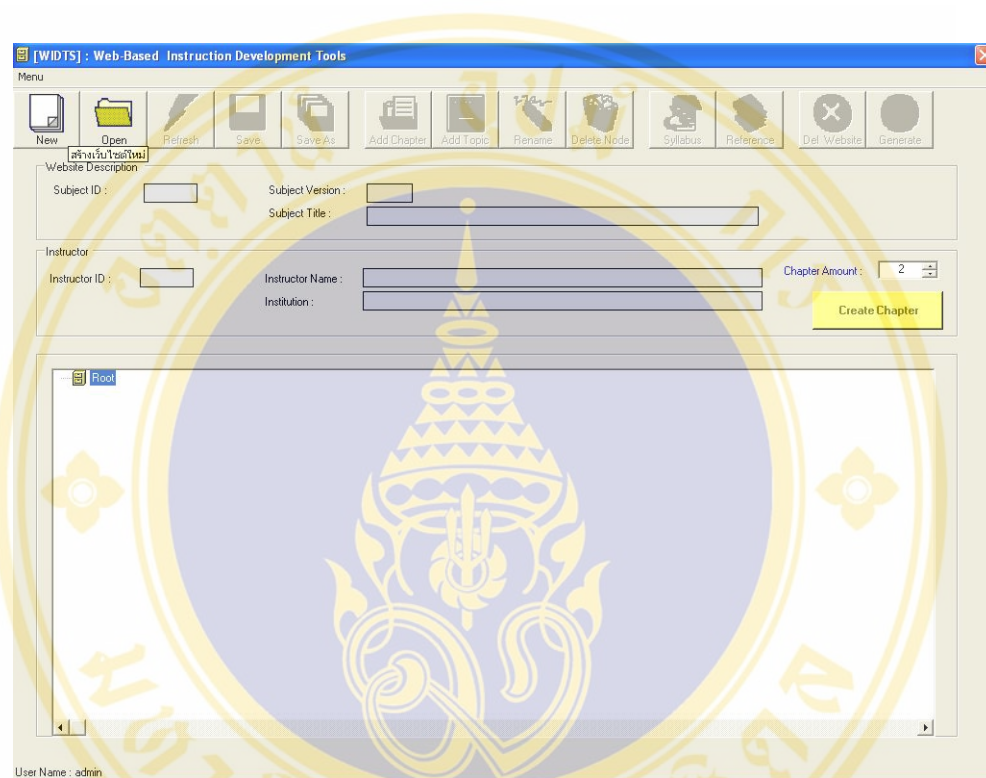 [WIDTS] : Web-Based Instruction Development Tools
Menu
New Open Refresh Save Save As Add Chapter Add Topic Rename Delete Node Syllabus Reference Del. Website Generate
สร้างเว็บไซต์ใหม่
Website Description
Subject ID : Subject Version :
Subject Title :
Instructor
Instructor ID : Instructor Name : Chapter Amount : 2
Institution :
Create Chapter
Root
User Name : admin